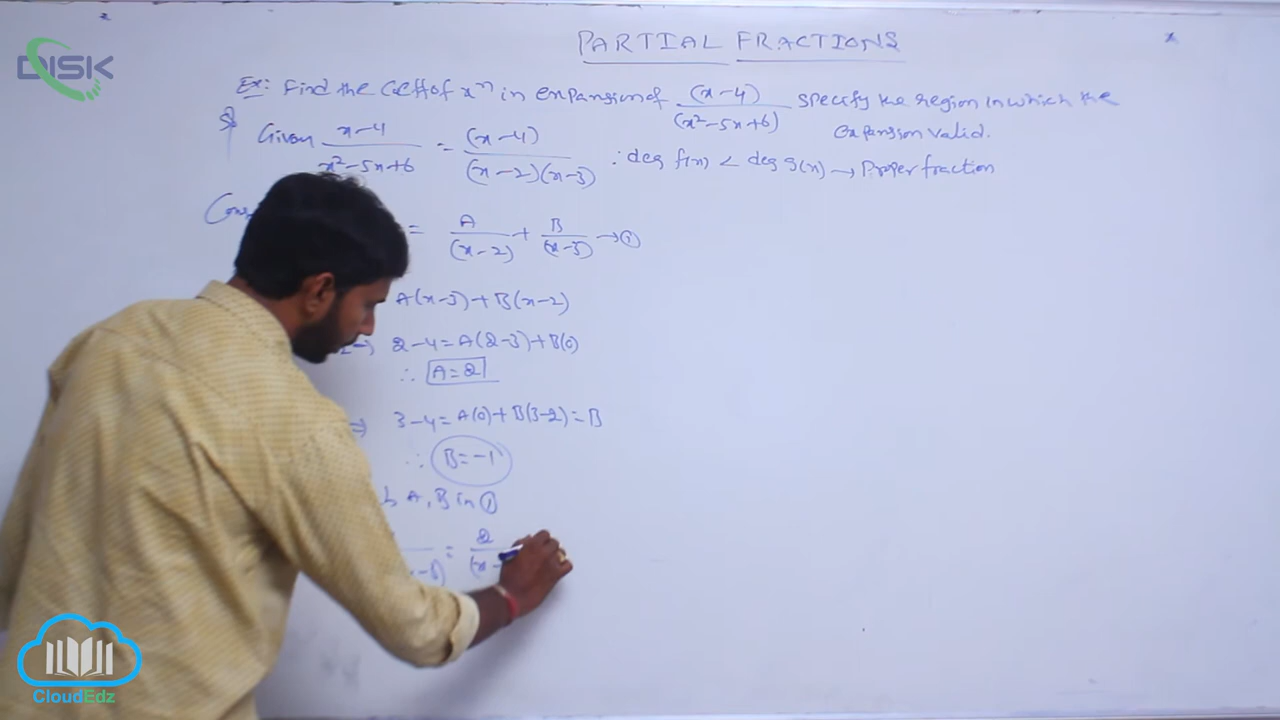 DISK
PARTIAL FRACTIONS
Ex: Find the Coeff of xⁿ in expansion of (x-4)/(x²-5x+6) specify the region in which the
expansion valid.
Given x-4/x²-5x+6 = (x-4)/(x-2)(x-3) ∵ deg f(x) < deg g(x) → Proper fraction
= A/(x-2) + B/(x-3) → ①
A(x-3) + B(x-2)
2-4 = A(2-3) + B(0)
∴ A = 2
⇒ 3-4 = A(0) + B(3-2) = B
∴ B = -1
A, B in ①
= 2/(x-
CloudEdz